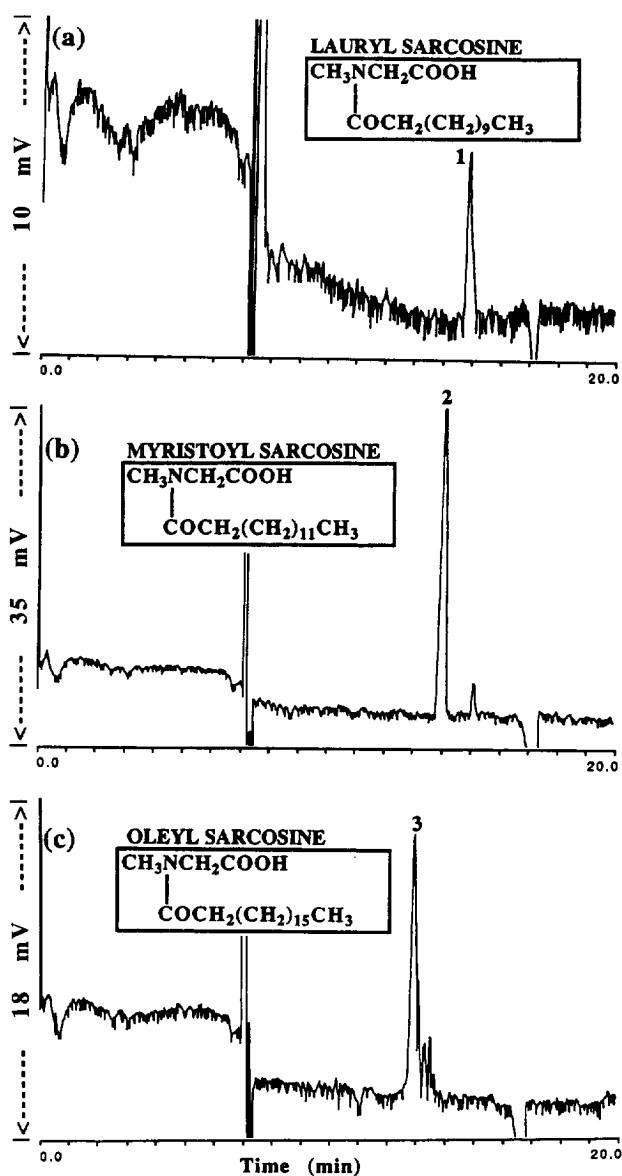 (a)
LAURYL SARCOSINE
CH3NCH2COOH
COCH2(CH2)9CH3
1
|<------ 10 mV ------>|
0.0
20.0
(b)
2
MYRISTOYL SARCOSINE
CH3NCH2COOH
COCH2(CH2)11CH3
|<------ 35 mV ------>|
0.0
20.0
(c)
3
OLEYL SARCOSINE
CH3NCH2COOH
COCH2(CH2)15CH3
|<------ 18 mV ------>|
0.0
Time (min)
20.0